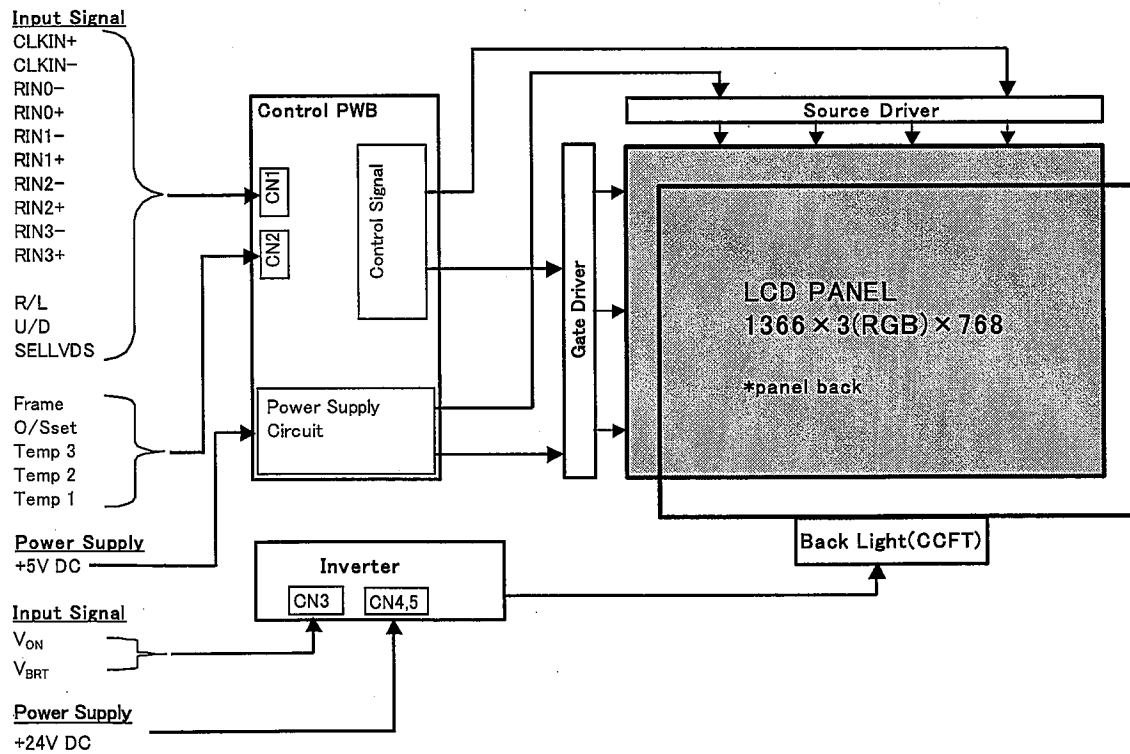 Input Signal
CLKIN+
CLKIN-
RIN0-
RIN0+
RIN1-
RIN1+
RIN2-
RIN2+
RIN3-
RIN3+
R/L
U/D
SELLVDS
Frame
O/Sset
Temp 3
Temp 2
Temp 1
Power Supply
+5V DC
Input Signal
VON
VBRT
Power Supply
+24V DC
Control PWB
CN1
CN2
Control Signal
Power Supply
Circuit
Inverter
CN3
CN4,5
Source Driver
Gate Driver
LCD PANEL
1366×3(RGB)×768
*panel back
Back Light(CCFT)